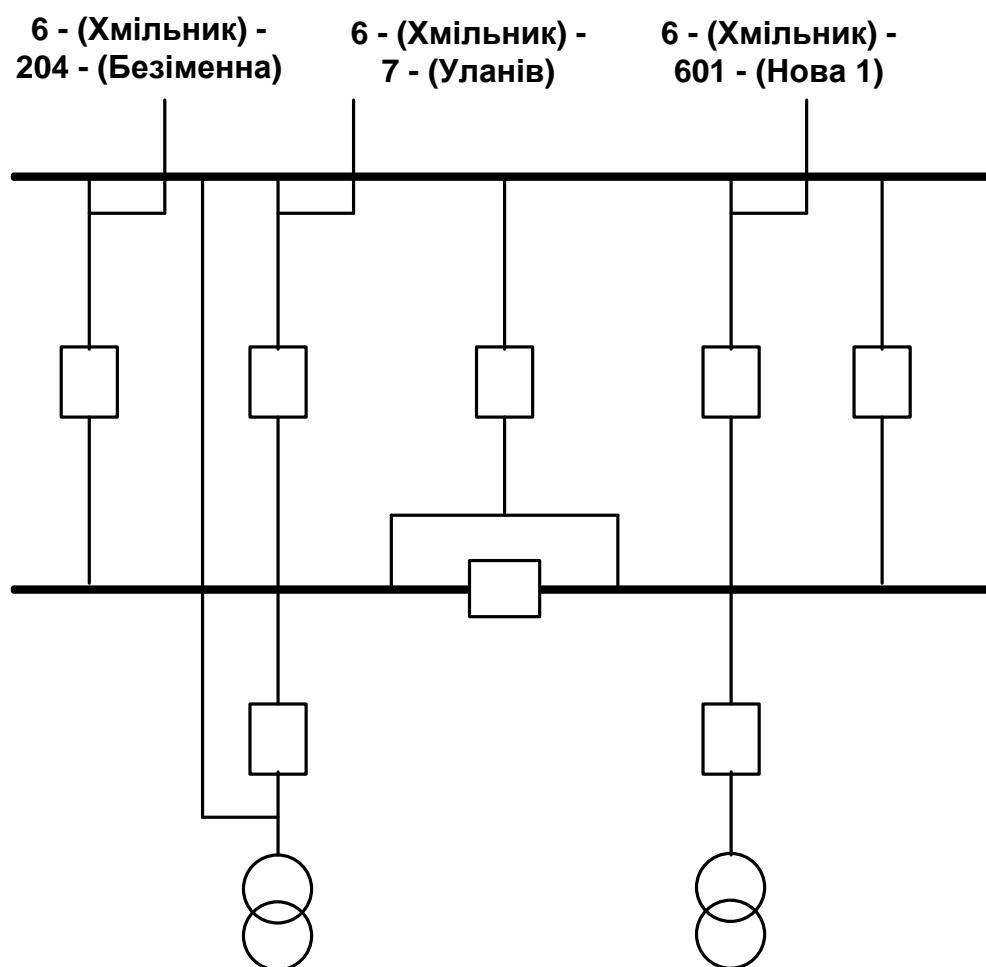 6 - (Хмільник) -
204 - (Безіменна)
6 - (Хмільник) -
7 - (Уланів)
6 - (Хмільник) -
601 - (Нова 1)